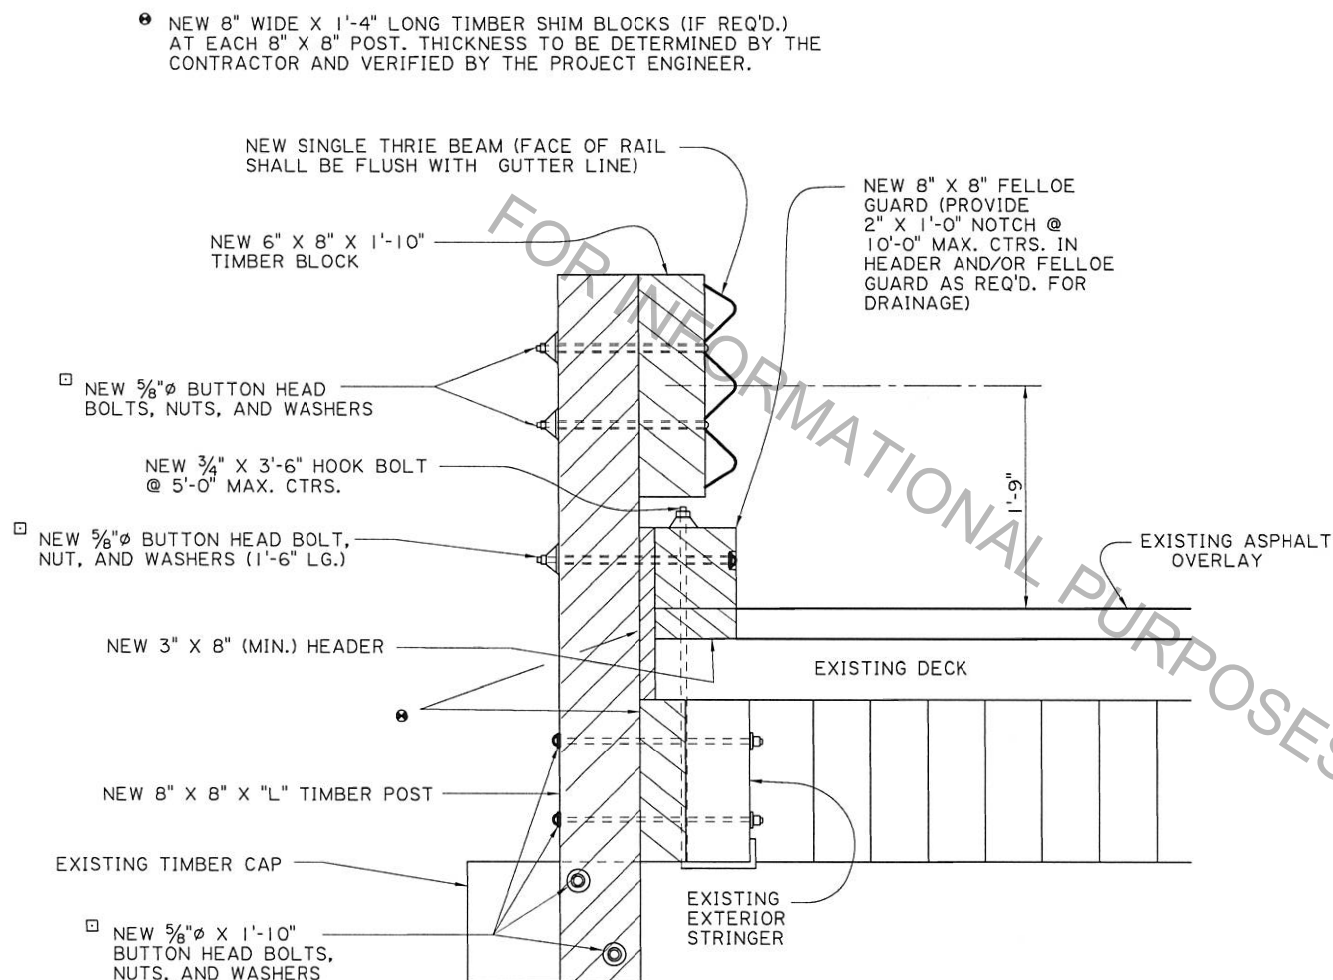 NEW 8" WIDE X 1'-4" LONG TIMBER SHIM BLOCKS (IF REQ'D.)
AT EACH 8" X 8" POST. THICKNESS TO BE DETERMINED BY THE
CONTRACTOR AND VERIFIED BY THE PROJECT ENGINEER.
NEW SINGLE THRIE BEAM (FACE OF RAIL
SHALL BE FLUSH WITH GUTTER LINE)
NEW 8" X 8" FELLOE
GUARD (PROVIDE
2" X 1'-0" NOTCH @
10'-0" MAX. CTRS. IN
HEADER AND/OR FELLOE
GUARD AS REQ'D. FOR
DRAINAGE)
NEW 6" X 8" X 1'-10"
TIMBER BLOCK
FOR INFORMATIONAL PURPOSES
NEW ⅝"ø BUTTON HEAD
BOLTS, NUTS, AND WASHERS
NEW ¾" X 3'-6" HOOK BOLT
@ 5'-0" MAX. CTRS.
1'-9"
NEW ⅝"ø BUTTON HEAD BOLT,
NUT, AND WASHERS (1'-6" LG.)
EXISTING ASPHALT
OVERLAY
NEW 3" X 8" (MIN.) HEADER
EXISTING DECK
NEW 8" X 8" X "L" TIMBER POST
EXISTING TIMBER CAP
EXISTING
EXTERIOR
STRINGER
NEW ⅝"ø X 1'-10"
BUTTON HEAD BOLTS,
NUTS, AND WASHERS